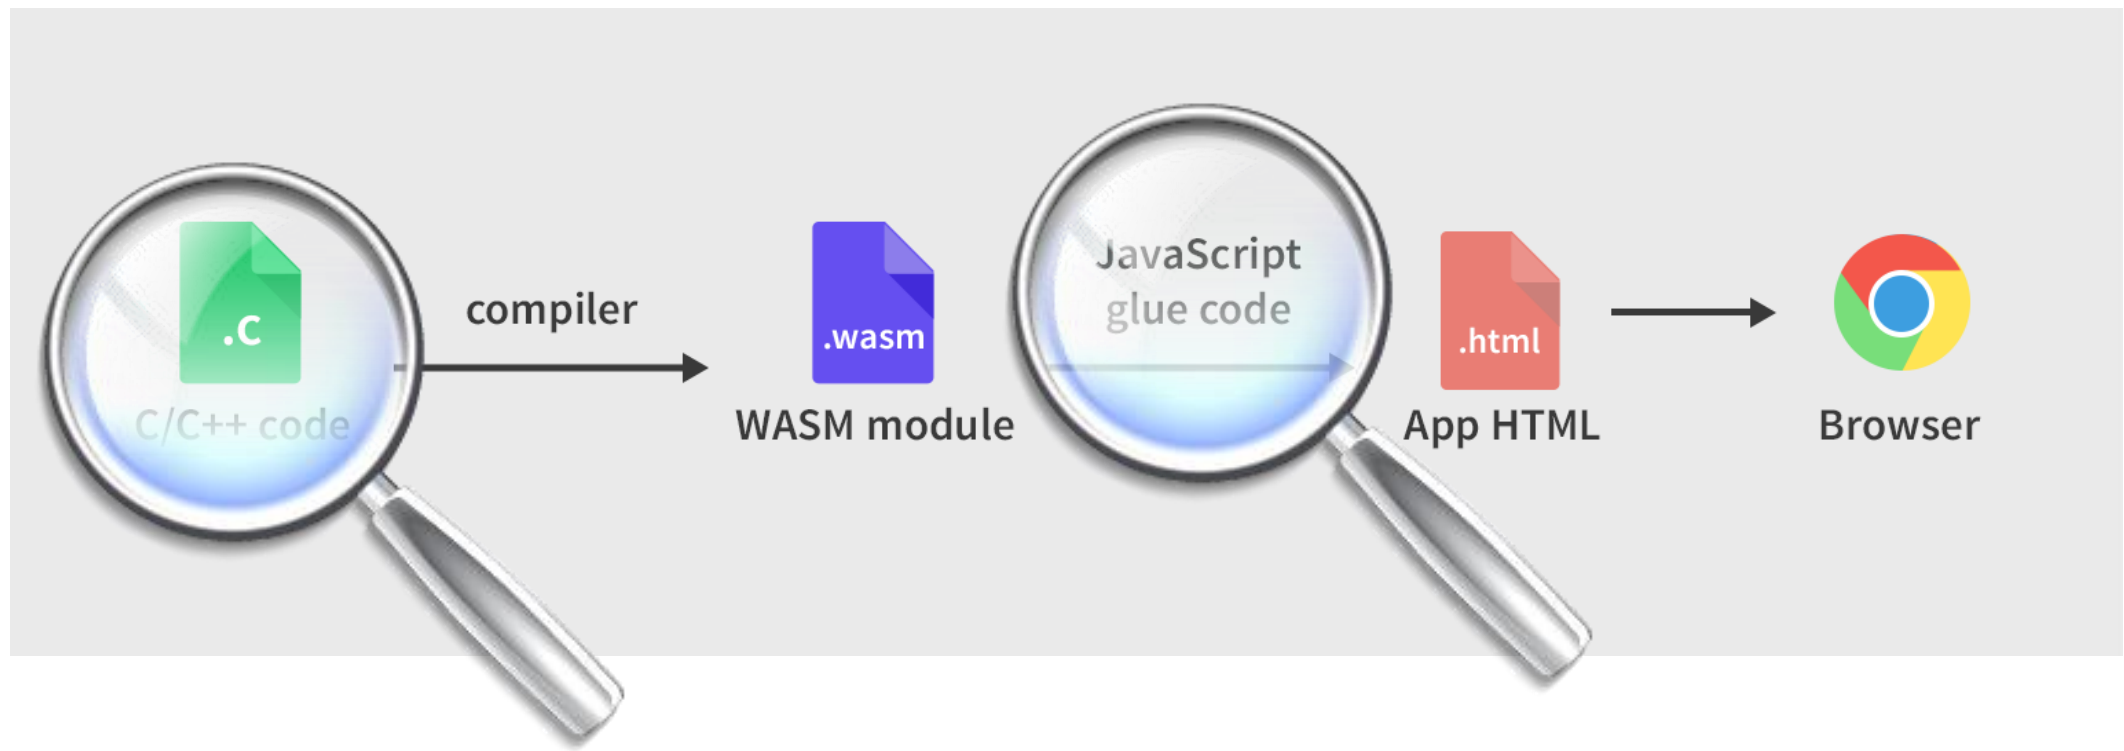 .C
C/C++ code
compiler
.wasm
WASM module
JavaScript
glue code
.html
App HTML
Browser